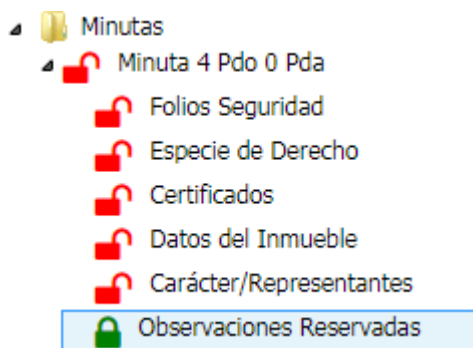 Minutas
Minuta 4 Pdo 0 Pda
Folios Seguridad
Especie de Derecho
Certificados
Datos del Inmueble
Carácter/Representantes
Observaciones Reservadas